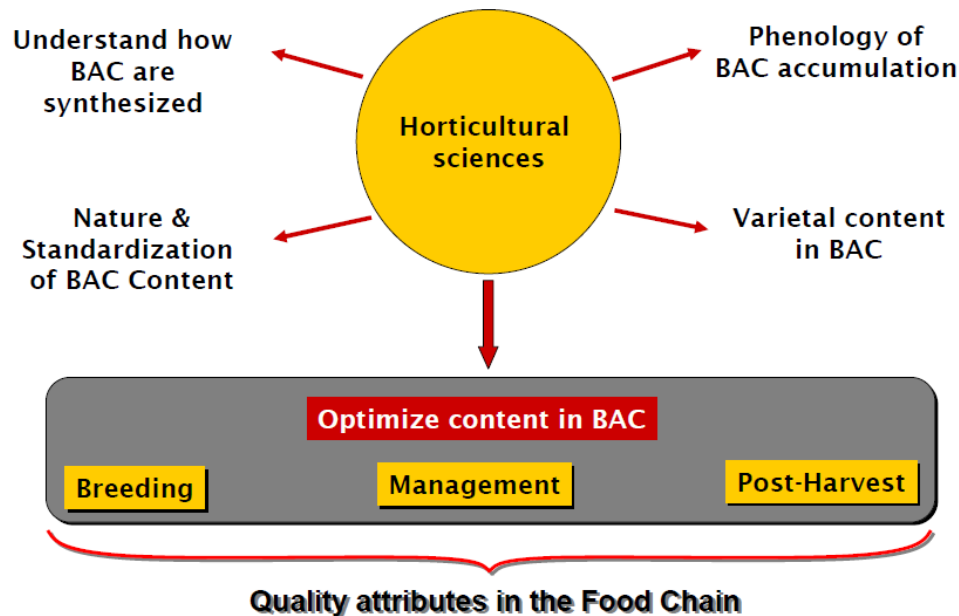 Understand how
BAC are
synthesized
Phenology of
BAC accumulation
Horticultural
sciences
Nature &
Standardization
of BAC Content
Varietal content
in BAC
Optimize content in BAC
Breeding
Management
Post-Harvest
Quality attributes in the Food Chain